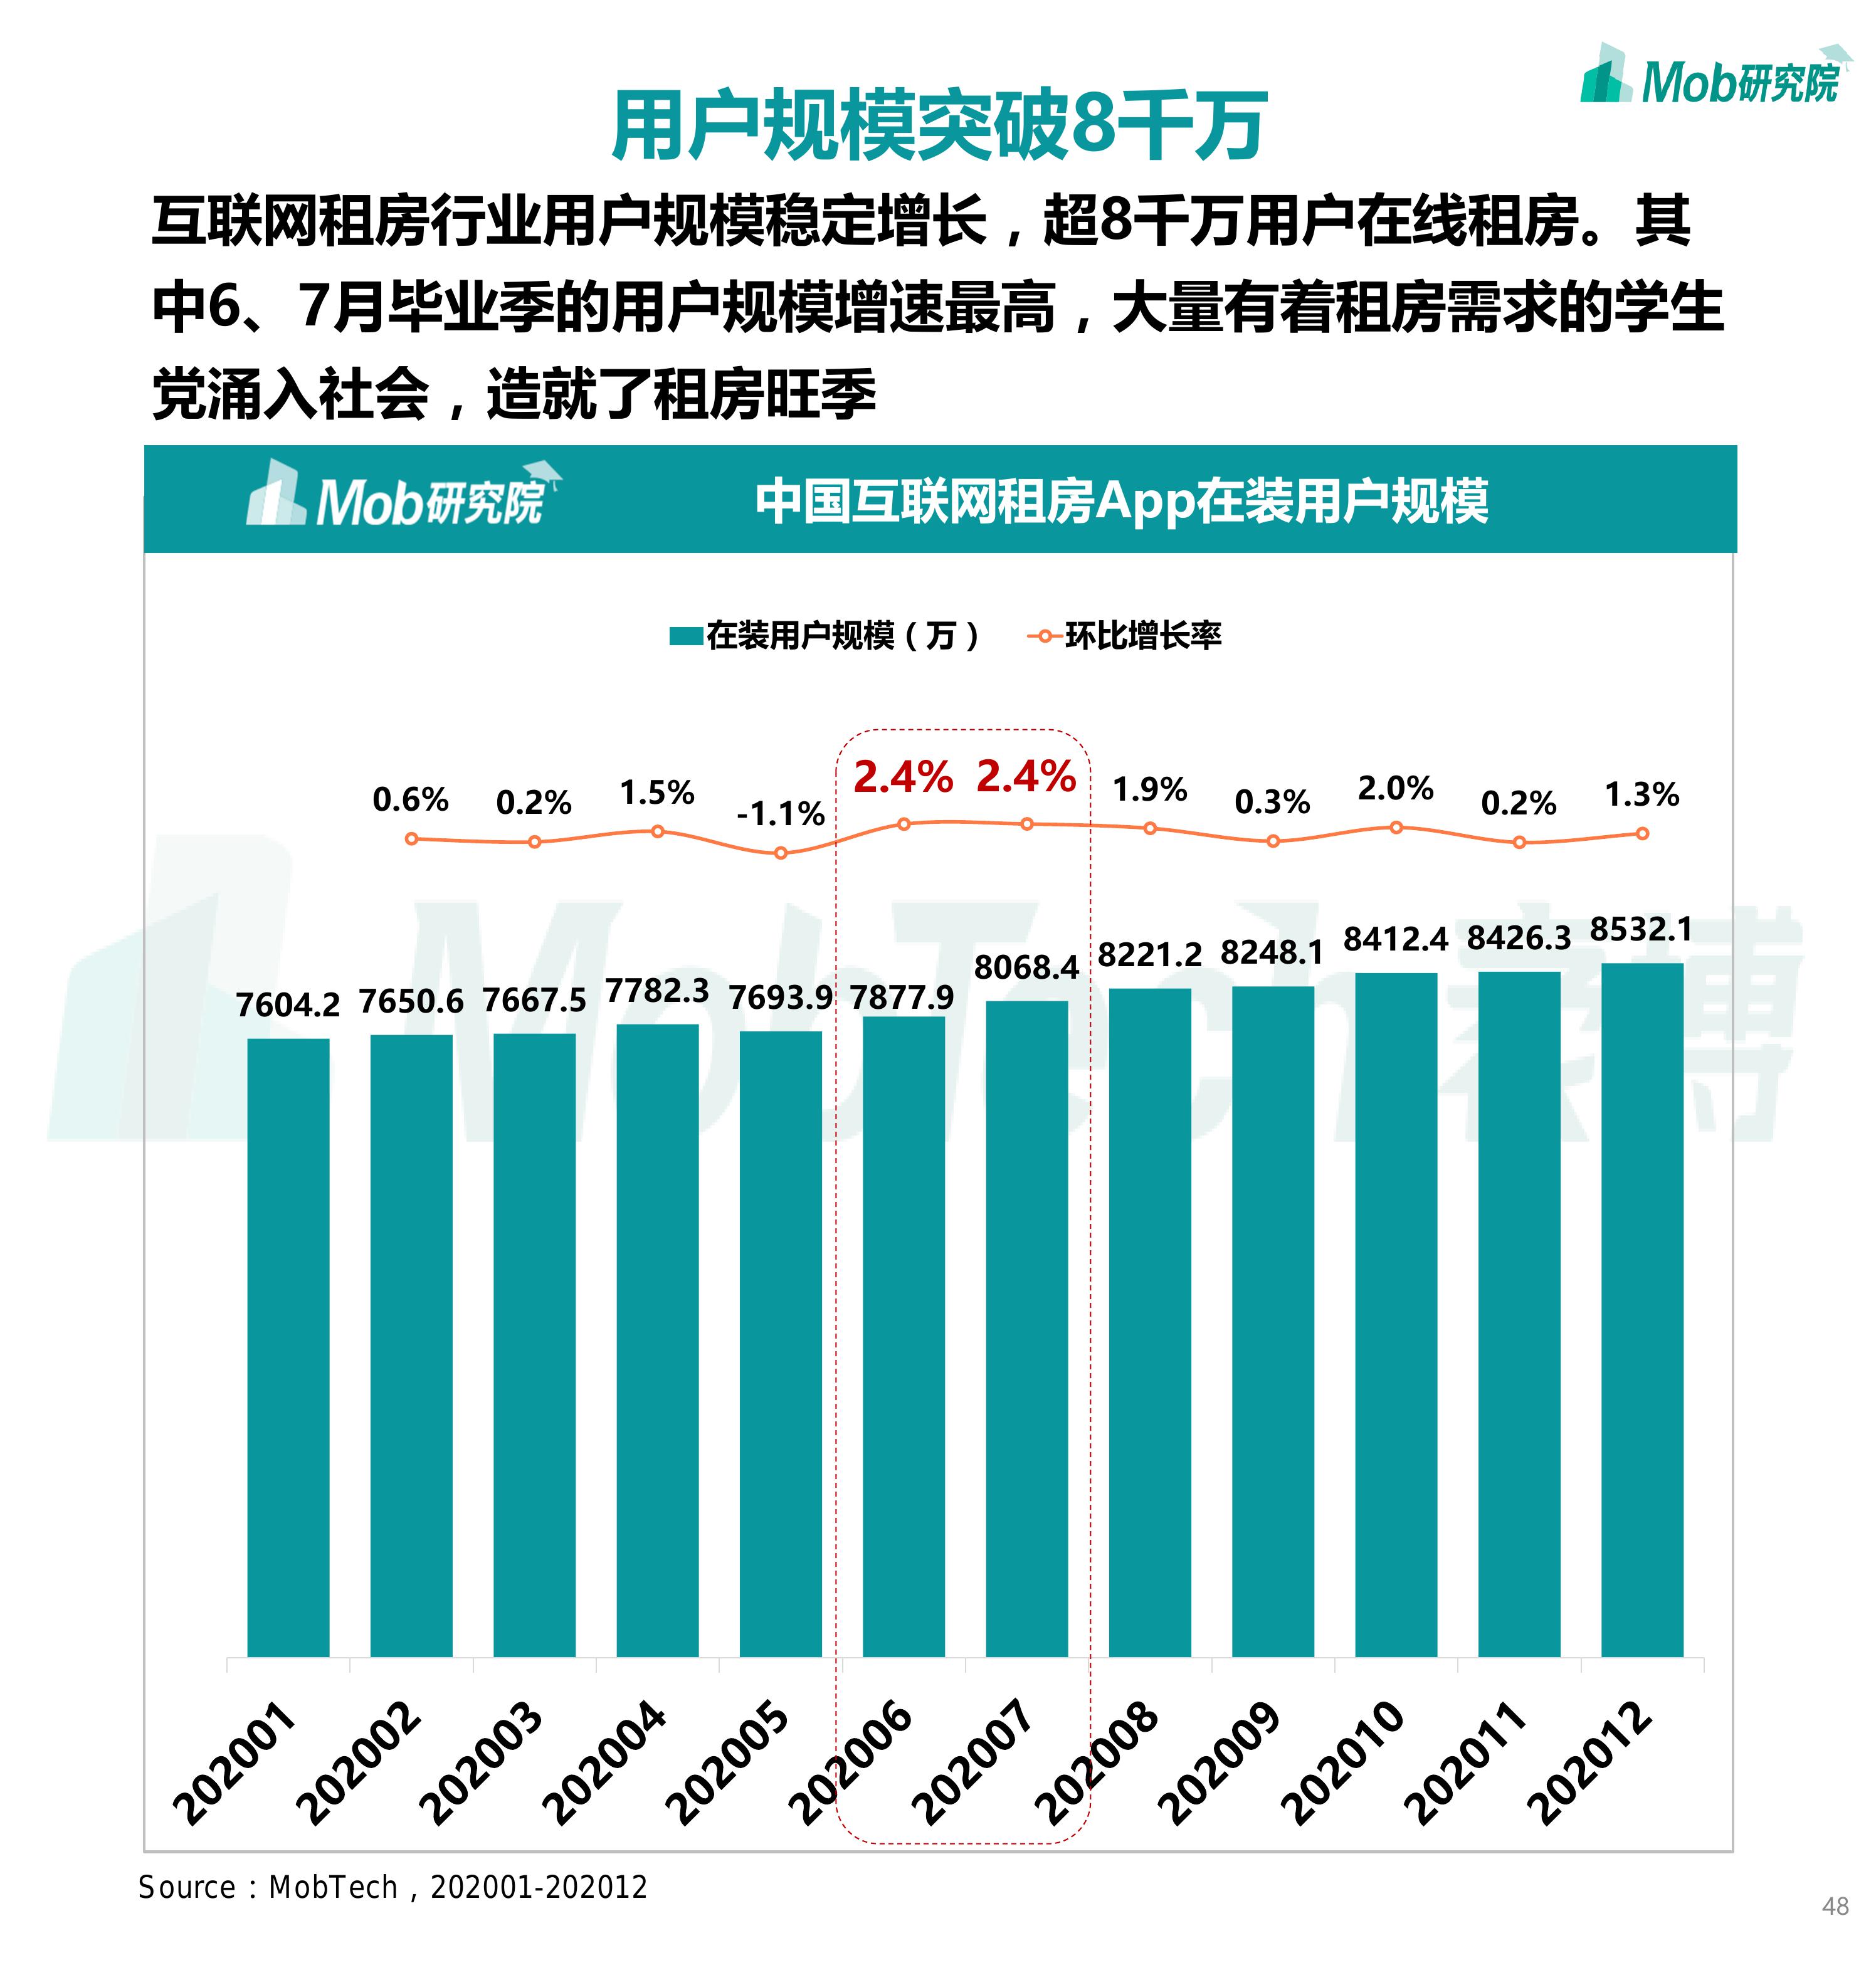 Mob研究院
用户规模突破8千万
互联网租房行业用户规模稳定增长，超8千万用户在线租房。其
中6、7月毕业季的用户规模增速最高，大量有着租房需求的学生
党涌入社会，造就了租房旺季
Mob研究院
中国互联网租房App在装用户规模
在装用户规模（万） 环比增长率
0.6% 0.2% 1.5% -1.1% 2.4% 2.4% 1.9% 0.3% 2.0% 0.2% 1.3%
MobTech 袤博
7604.2 7650.6 7667.5 7782.3 7693.9 7877.9 8068.4 8221.2 8248.1 8412.4 8426.3 8532.1
202001 202002 202003 202004 202005 202006 202007 202008 202009 202010 202011 202012
Source：MobTech，202001-202012
48